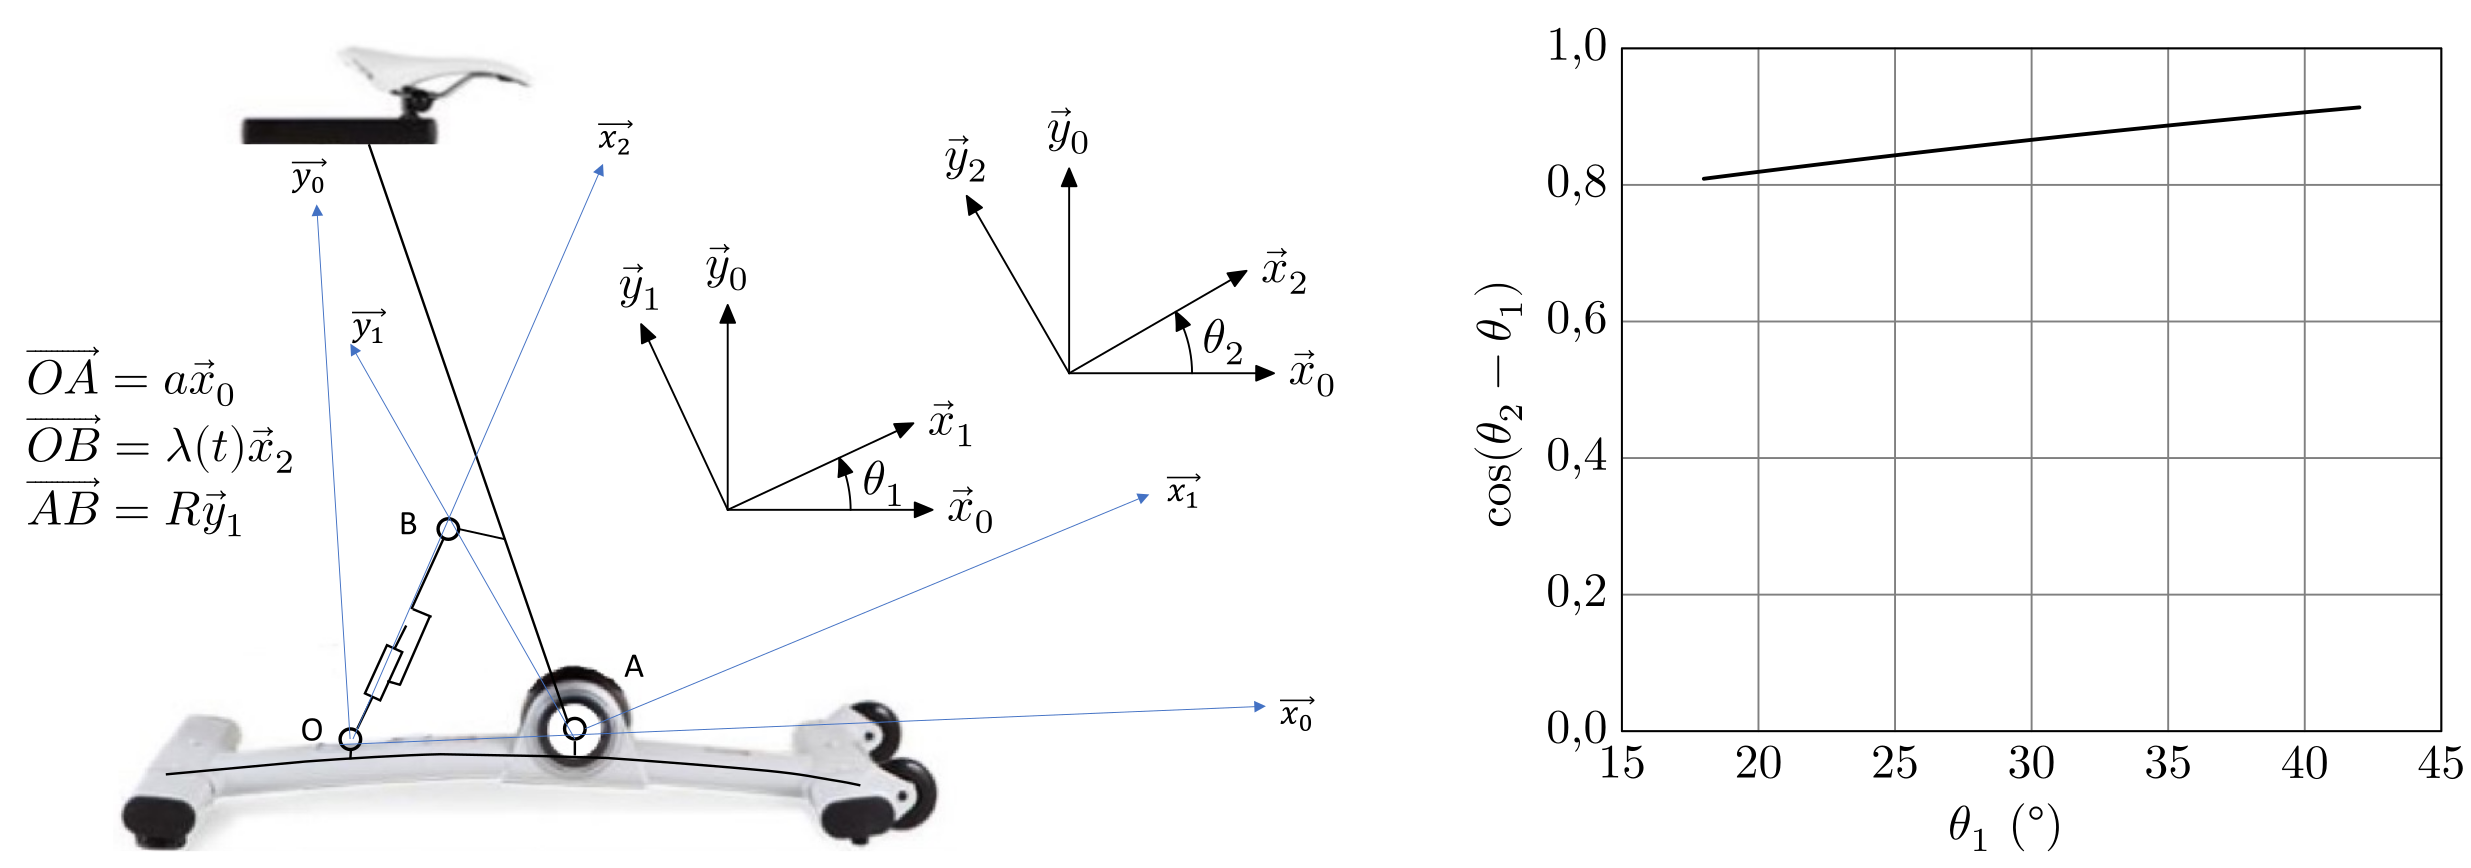 $\overrightarrow{OA} = a\vec{x}_0$
$\overrightarrow{OB} = \lambda(t)\vec{x}_2$
$\overrightarrow{AB} = R\vec{y}_1$
$\overrightarrow{y_0}$
$\overrightarrow{x_2}$
$\overrightarrow{y_1}$
B
O
A
$\overrightarrow{x_1}$
$\overrightarrow{x_0}$
$\vec{y}_1$
$\vec{y}_0$
$\vec{x}_1$
$\theta_1$
$\vec{x}_0$
$\vec{y}_2$
$\vec{y}_0$
$\vec{x}_2$
$\theta_2$
$\vec{x}_0$
cos(θ₂ − θ₁)
1,0
0,8
0,6
0,4
0,2
0,0
15 20 25 30 35 40 45
θ₁ (°)